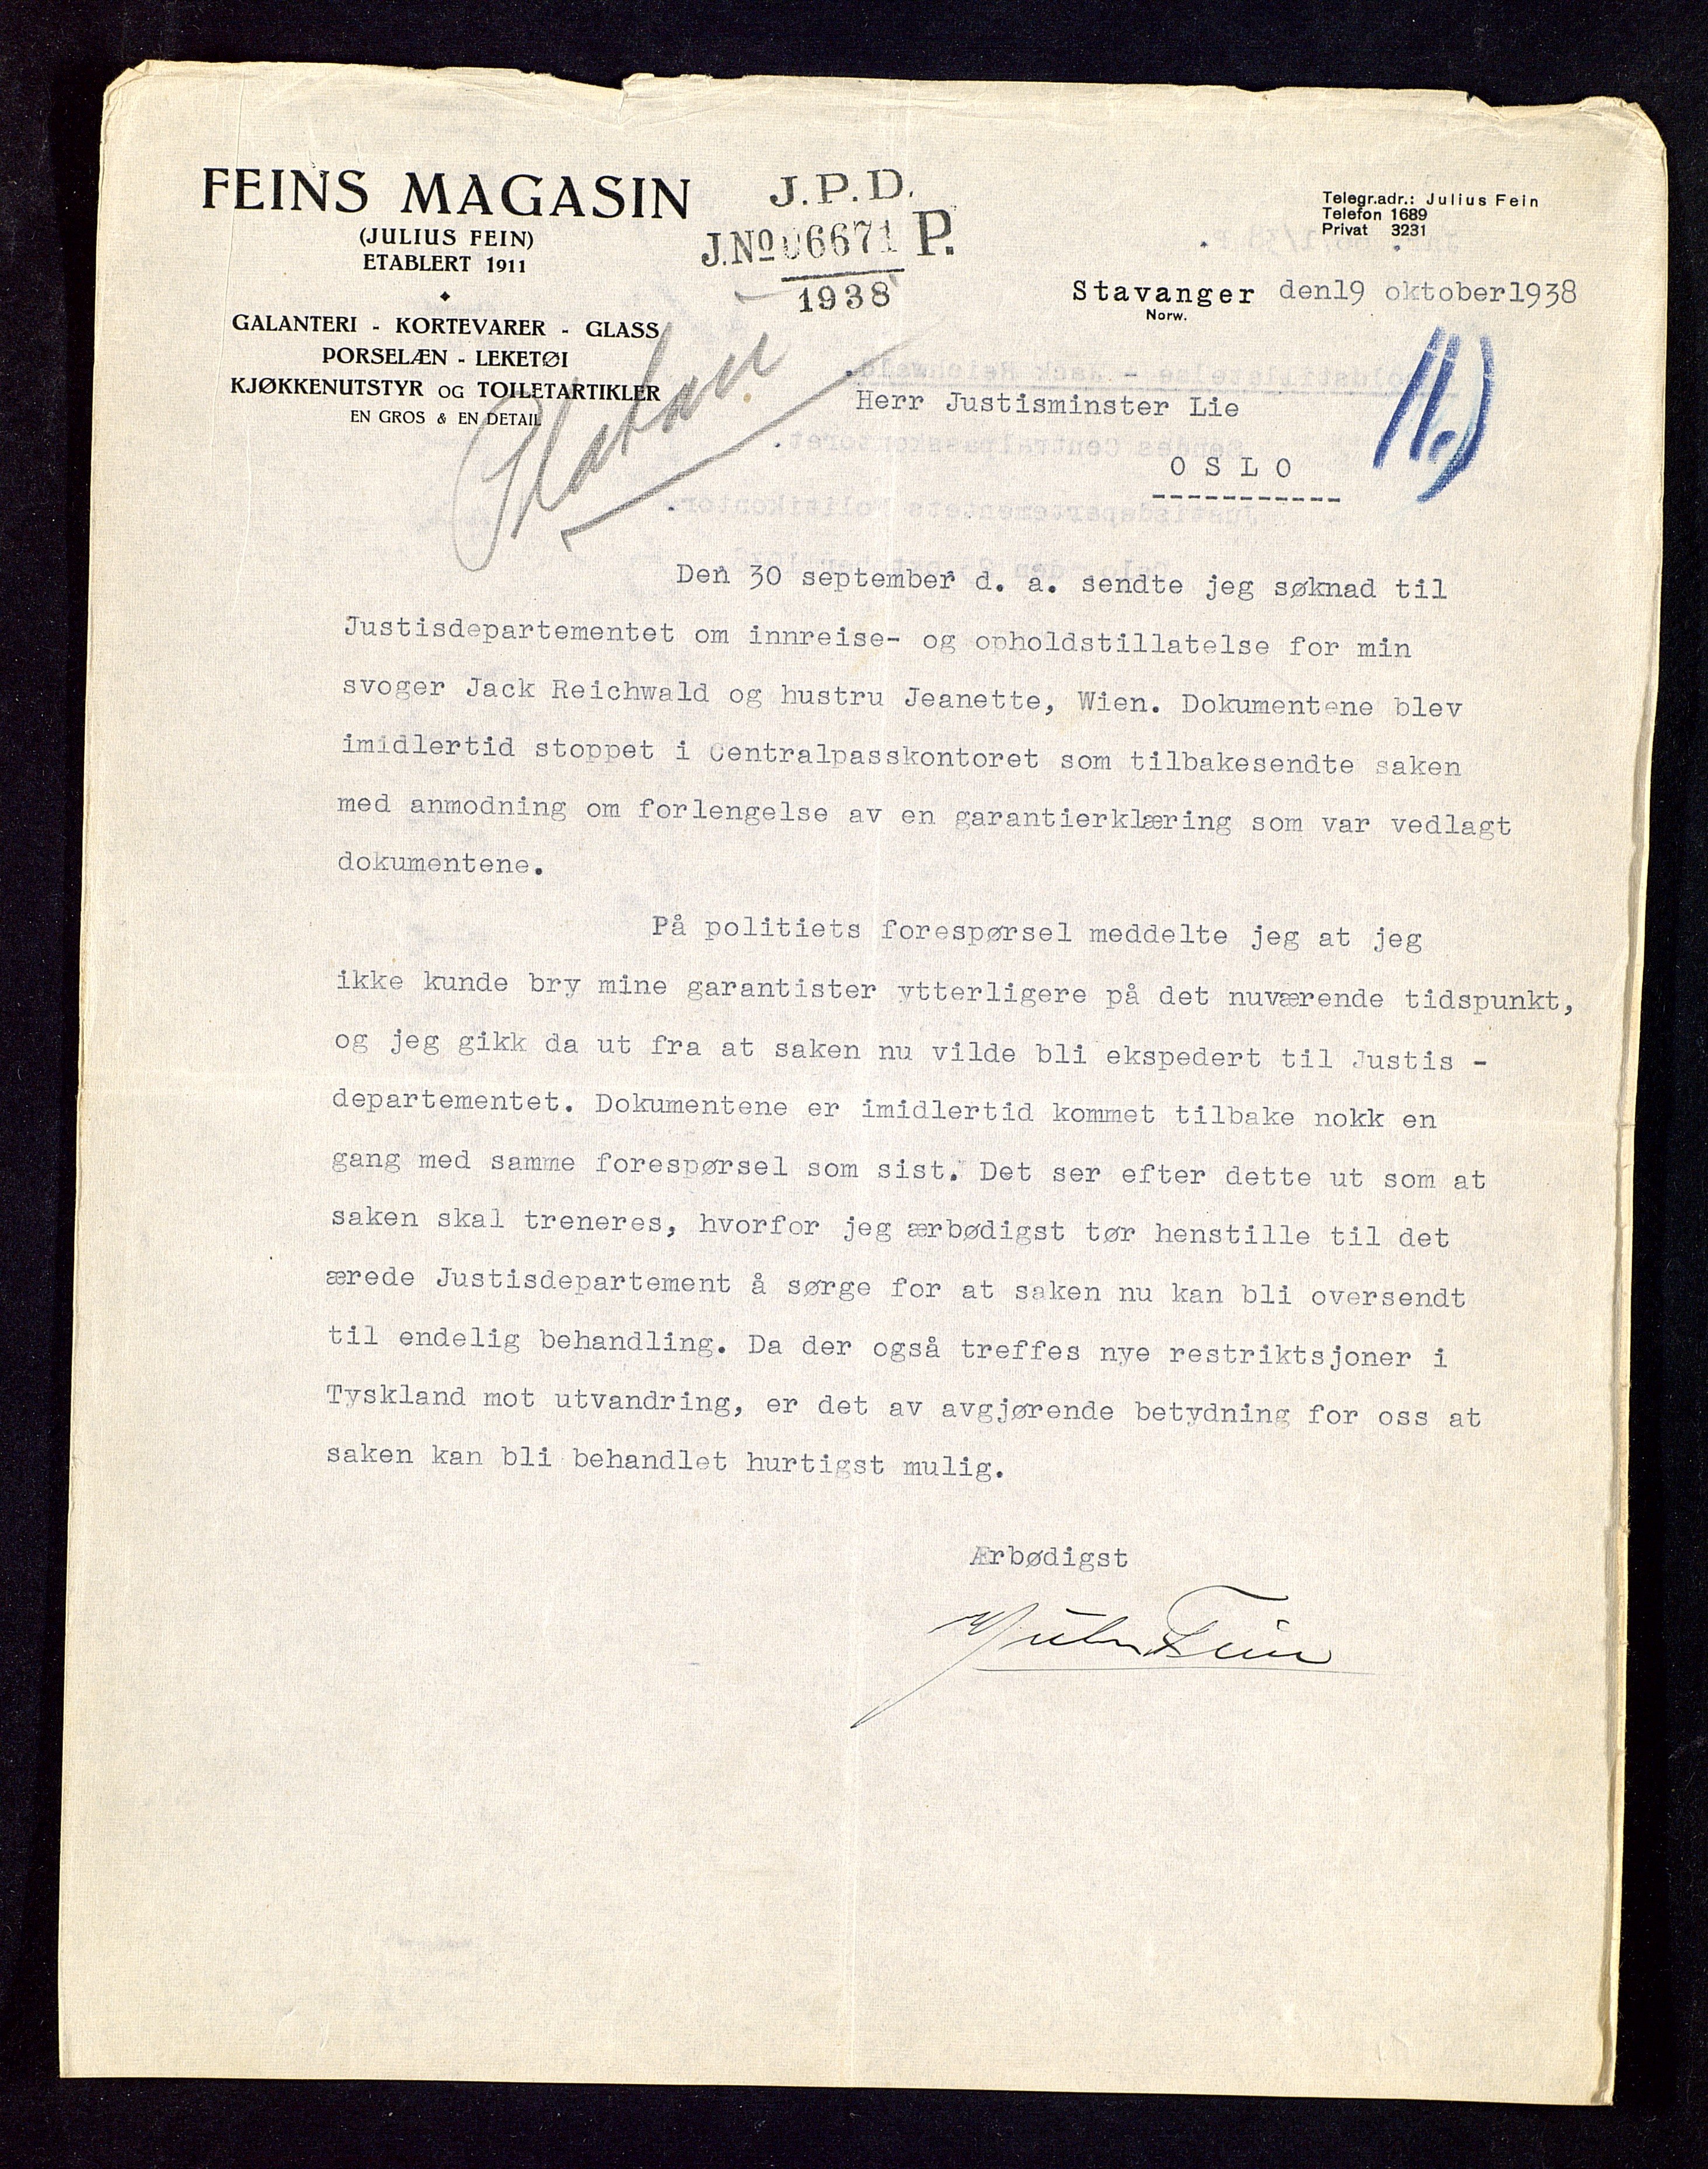 FEINS MAGASIN
(JULIUS FEIN)
ETABLERT 1911
GALANTERI - KORTEVARER - GLASS
PORSELÆN - LEKETØI
KJØKKENUTSTYR OG TOILETARTIKLER
EN GROS & EN DETAIL
J.P.D.
J.No 06671 P.
1938
Telegr.adr.: Julius Fein
Telefon 1689
Privat 3231
Stavanger den19 oktober1938
Norw.
Herr Justisminster Lie
OSLO
Den 30 september d. a. sendte jeg søknad til
Justisdepartementet om innreise- og opholdstillatelse for min
svoger Jack Reichwald og hustru Jeanette, Wien. Dokumentene blev
imidlertid stoppet i Centralpasskontoret som tilbakesendte saken
med anmodning om forlengelse av en garantierklæring som var vedlagt
dokumentene.
På politiets forespørsel meddelte jeg at jeg
ikke kunde bry mine garantister ytterligere på det nuværende tidspunkt,
og jeg gikk da ut fra at saken nu vilde bli ekspedert til Justis -
departementet. Dokumentene er imidlertid kommet tilbake nokk en
gang med samme forespørsel som sist. Det ser efter dette ut som at
saken skal treneres, hvorfor jeg ærbødigst tør henstille til det
ærede Justisdepartement å sørge for at saken nu kan bli oversendt
til endelig behandling. Da der også treffes nye restriktsjoner i
Tyskland mot utvandring, er det av avgjørende betydning for oss at
saken kan bli behandlet hurtigst mulig.
Ærbødigst
Julius Fein